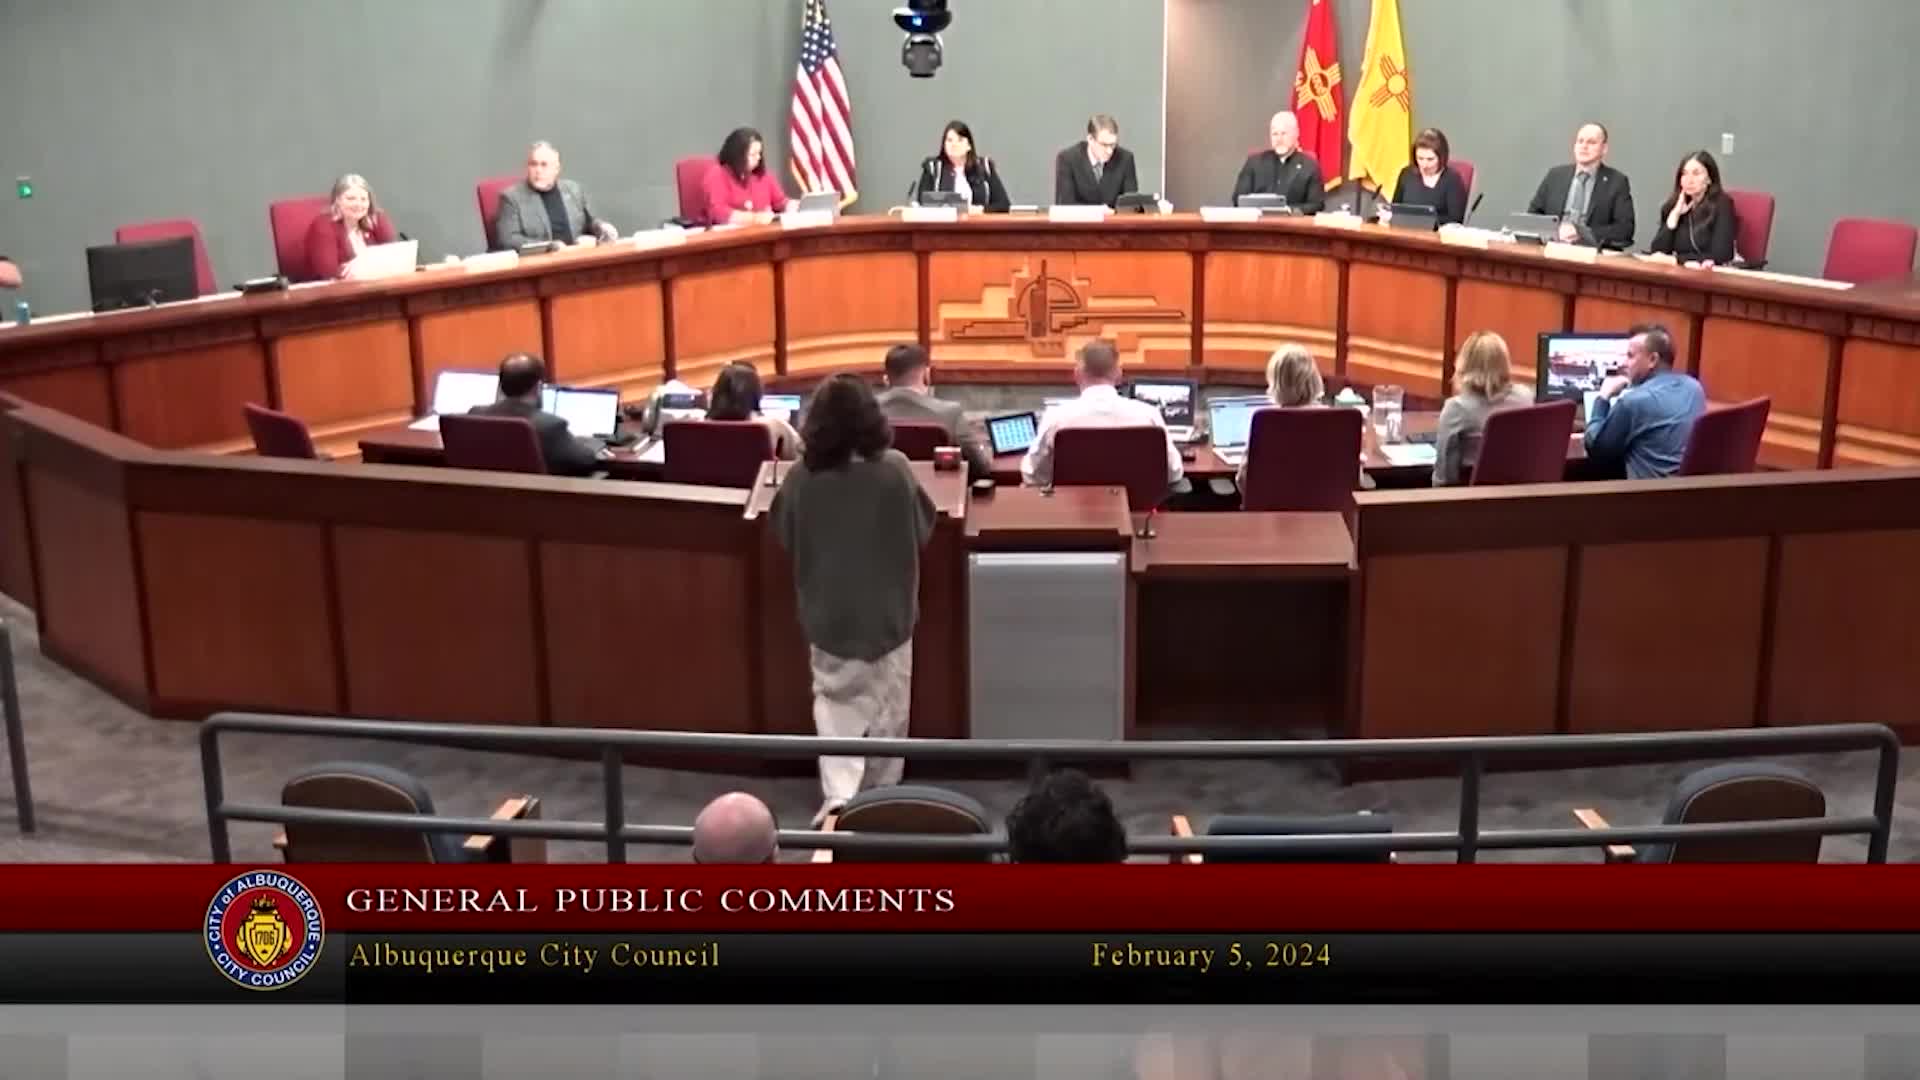 GENERAL PUBLIC COMMENTS
Albuquerque City Council
February 5, 2024
CITY of ALBUQUERQUE
1706
CITY COUNCIL